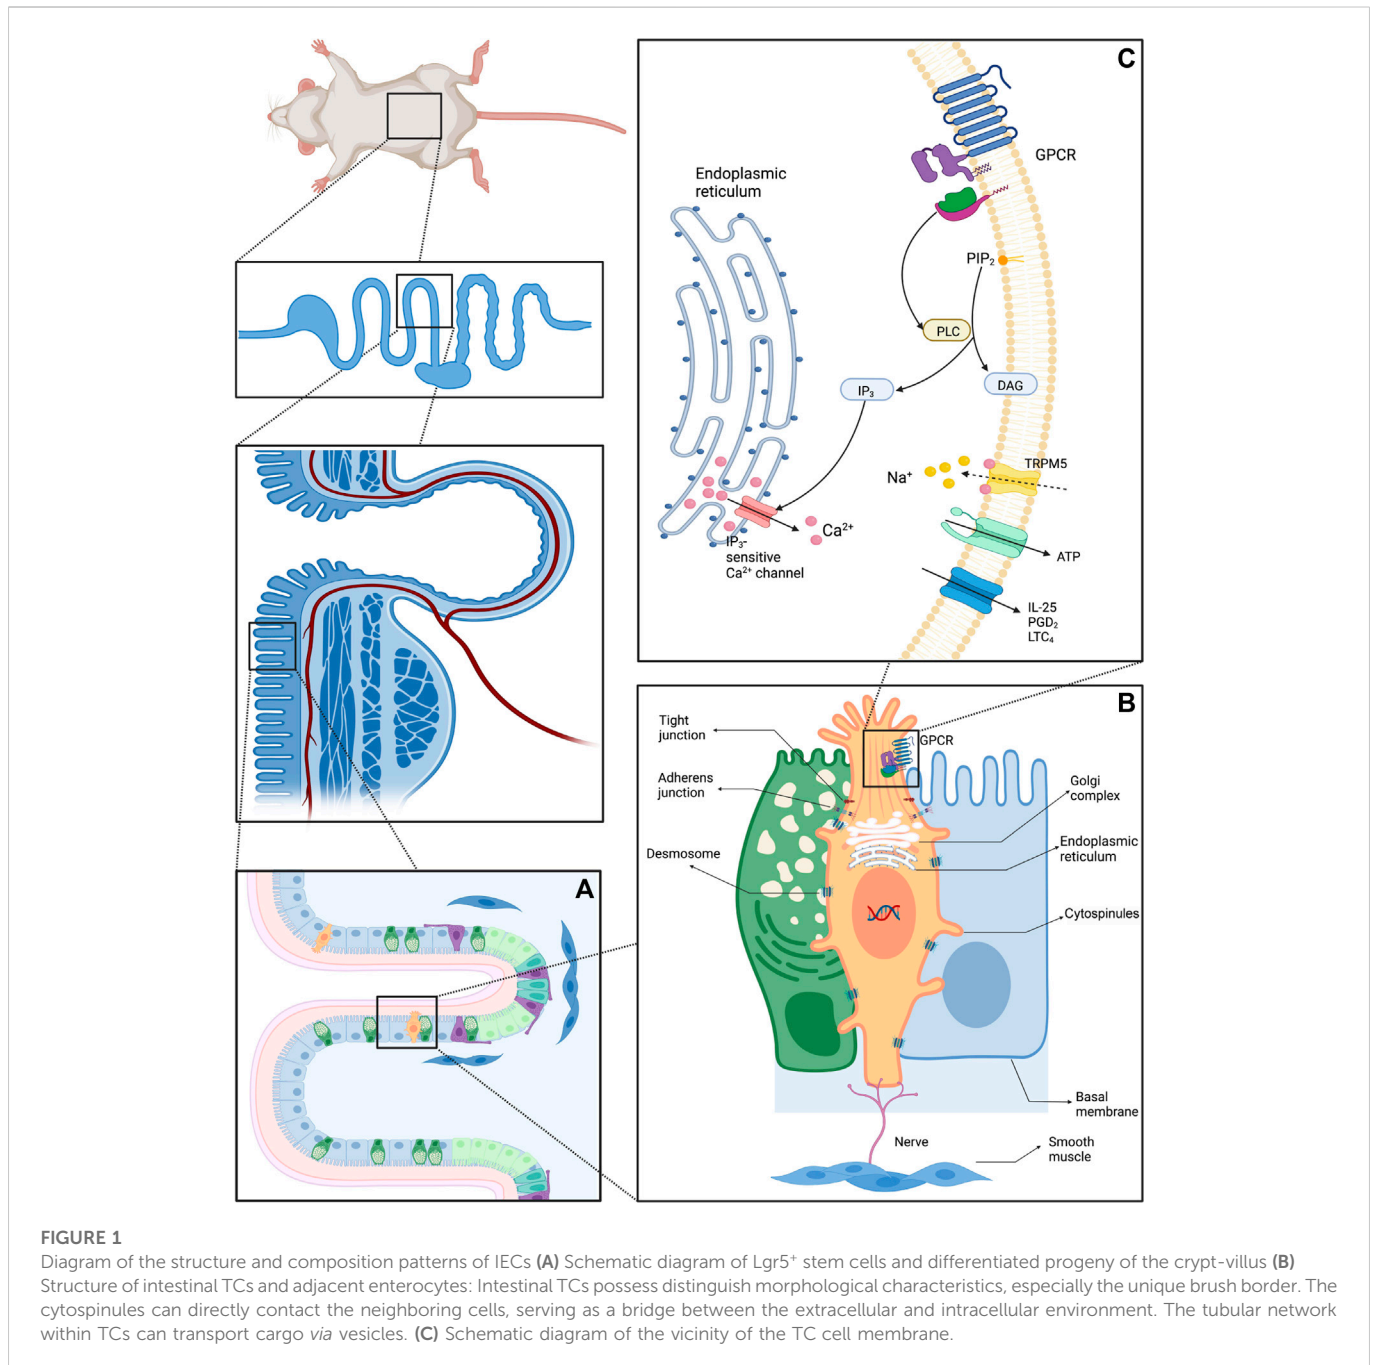 C
Endoplasmic
reticulum
GPCR
PIP₂
PLC
IP₃
DAG
TRPM5
Na⁺
Ca²⁺
IP₃-
sensitive
Ca²⁺ channel
ATP
IL-25
PGD₂
LTC₄
B
Tight
junction
GPCR
Adherens
junction
Golgi
complex
Desmosome
Endoplasmic
reticulum
Cytospinules
Basal
membrane
Nerve
Smooth
muscle
A
FIGURE 1
Diagram of the structure and composition patterns of IECs (A) Schematic diagram of Lgr5⁺ stem cells and differentiated progeny of the crypt-villus (B)
Structure of intestinal TCs and adjacent enterocytes: Intestinal TCs possess distinguish morphological characteristics, especially the unique brush border. The
cytospinules can directly contact the neighboring cells, serving as a bridge between the extracellular and intracellular environment. The tubular network
within TCs can transport cargo via vesicles. (C) Schematic diagram of the vicinity of the TC cell membrane.